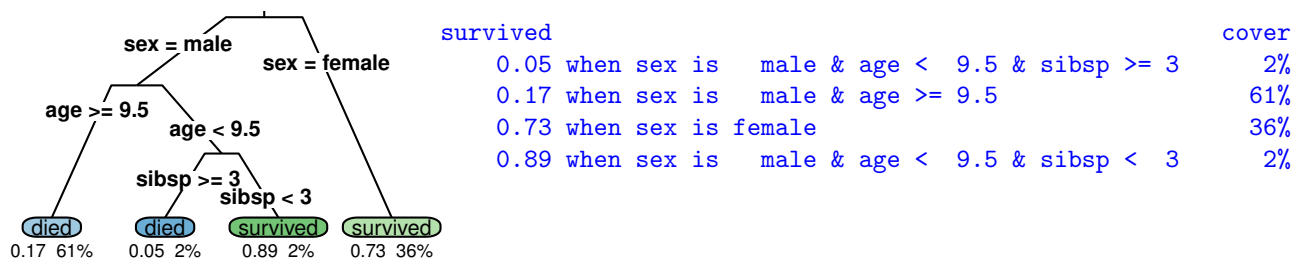 sex = male
sex = female
age >= 9.5
age < 9.5
sibsp >= 3
sibsp < 3
died died survived survived
0.17 61% 0.05 2% 0.89 2% 0.73 36%
survived cover
0.05 when sex is male & age < 9.5 & sibsp >= 3 2%
0.17 when sex is male & age >= 9.5 61%
0.73 when sex is female 36%
0.89 when sex is male & age < 9.5 & sibsp < 3 2%